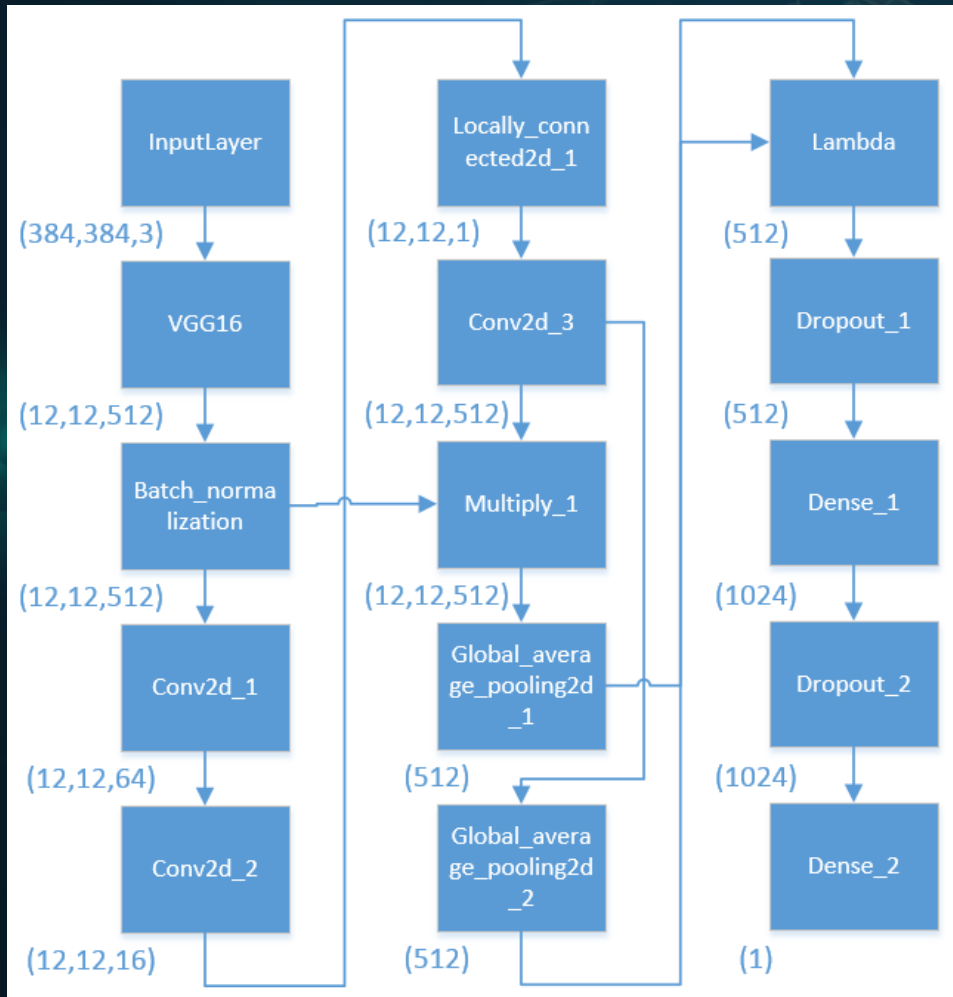 InputLayer
(384,384,3)
VGG16
(12,12,512)
Batch_norma
lization
(12,12,512)
Conv2d_1
(12,12,64)
Conv2d_2
(12,12,16)
Locally_conn
ected2d_1
(12,12,1)
Conv2d_3
(12,12,512)
Multiply_1
(12,12,512)
Global_avera
ge_pooling2d
_1
(512)
Global_avera
ge_pooling2d
_2
(512)
Lambda
(512)
Dropout_1
(512)
Dense_1
(1024)
Dropout_2
(1024)
Dense_2
(1)